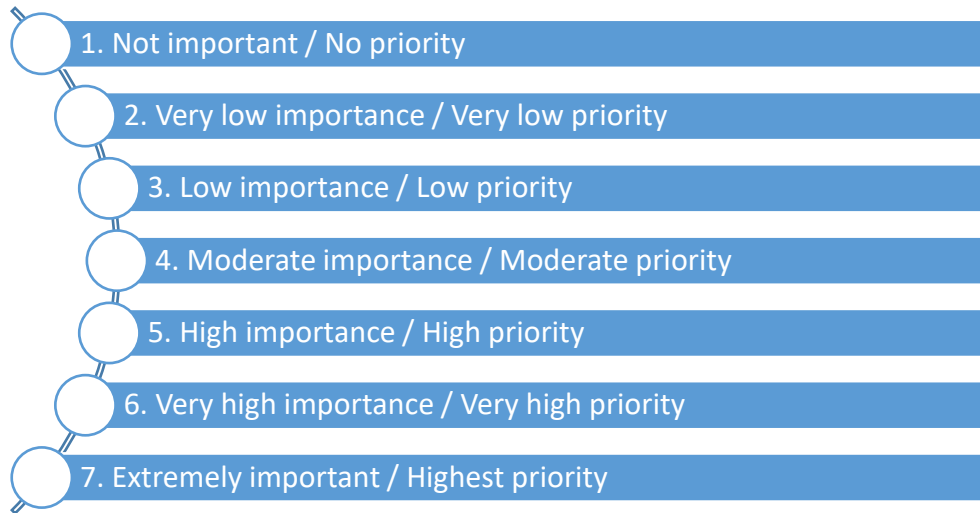 1. Not important / No priority
2. Very low importance / Very low priority
3. Low importance / Low priority
4. Moderate importance / Moderate priority
5. High importance / High priority
6. Very high importance / Very high priority
7. Extremely important / Highest priority